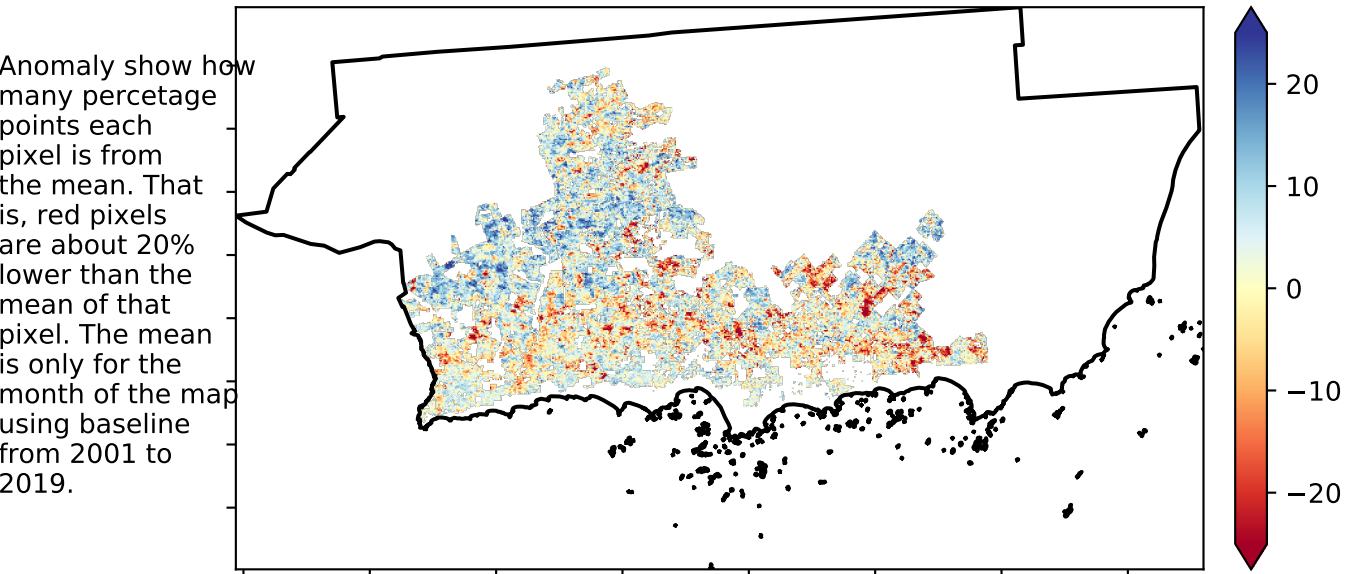 Anomaly show how
many percetage
points each
pixel is from
the mean. That
is, red pixels
are about 20%
lower than the
mean of that
pixel. The mean
is only for the
month of the map
using baseline
from 2001 to
2019.
20
10
0
−10
−20